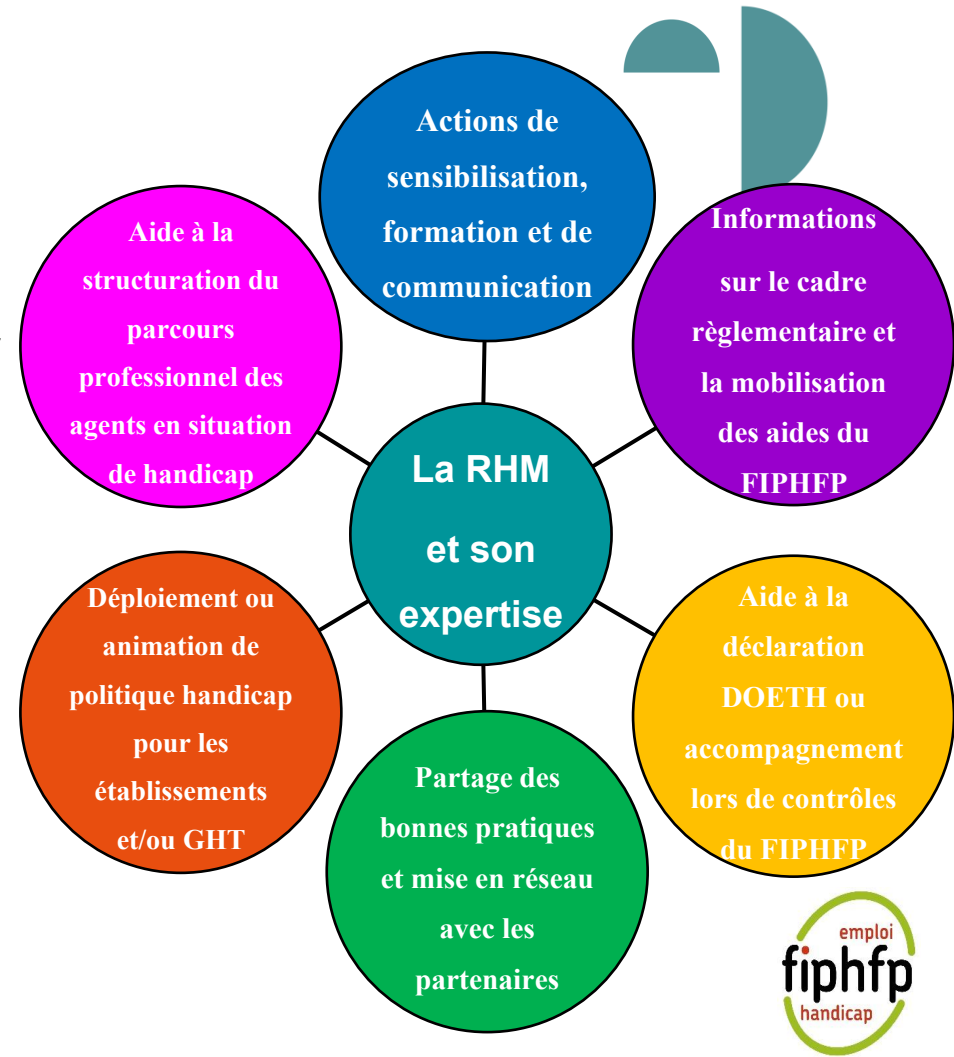 Actions de
sensibilisation,
formation et de
communication
Informations
sur le cadre
règlementaire et
la mobilisation
des aides du
FIPHFP
Aide à la
déclaration
DOETH ou
accompagnement
lors de contrôles
du FIPHFP
Partage des
bonnes pratiques
et mise en réseau
avec les
partenaires
Déploiement ou
animation de
politique handicap
pour les
établissements
et/ou GHT
Aide à la
structuration du
parcours
professionnel des
agents en situation
de handicap
La RHM
et son
expertise
emploi
fiphfp
handicap